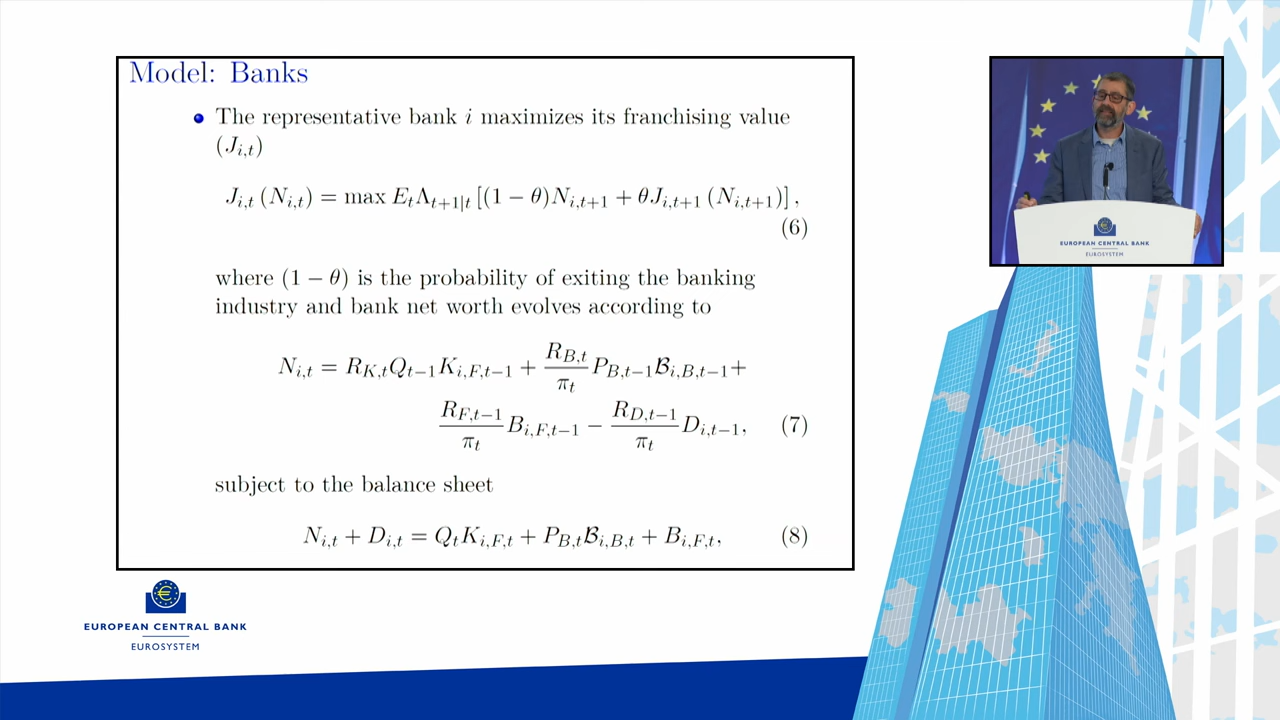 Model: Banks
The representative bank i maximizes its franchising value
(J_{i,t})
J_{i,t} (N_{i,t}) = max E_t Λ_{t+1|t} [(1 − θ)N_{i,t+1} + θJ_{i,t+1} (N_{i,t+1})] ,
(6)
where (1 − θ) is the probability of exiting the banking
industry and bank net worth evolves according to
N_{i,t} = R_{K,t}Q_{t−1}K_{i,F,t−1} + \frac{R_{B,t}}{π_t} P_{B,t−1}ℬ_{i,B,t−1}+
\frac{R_{F,t−1}}{π_t} B_{i,F,t−1} − \frac{R_{D,t−1}}{π_t} D_{i,t−1}, (7)
subject to the balance sheet
N_{i,t} + D_{i,t} = Q_tK_{i,F,t} + P_{B,t}ℬ_{i,B,t} + B_{i,F,t}, (8)
EUROPEAN CENTRAL BANK
EUROSYSTEM
EUROPEAN CENTRAL BANK
EUROSYSTEM